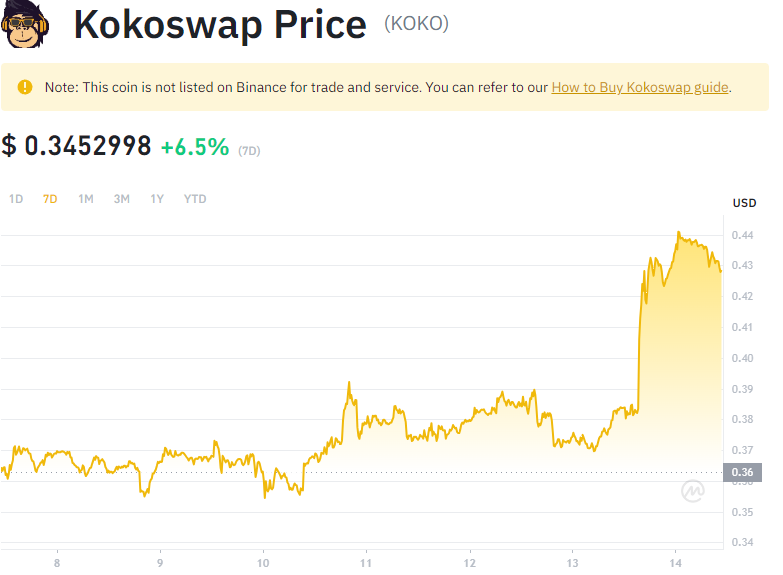 Kokoswap Price (KOKO)
Note: This coin is not listed on Binance for trade and service. You can refer to our How to Buy Kokoswap guide.
$ 0.3452998 +6.5% (7D)
1D 7D 1M 3M 1Y YTD
USD
0.44
0.43
0.42
0.41
0.40
0.39
0.38
0.37
0.36
0.35
0.34
8 9 10 11 12 13 14